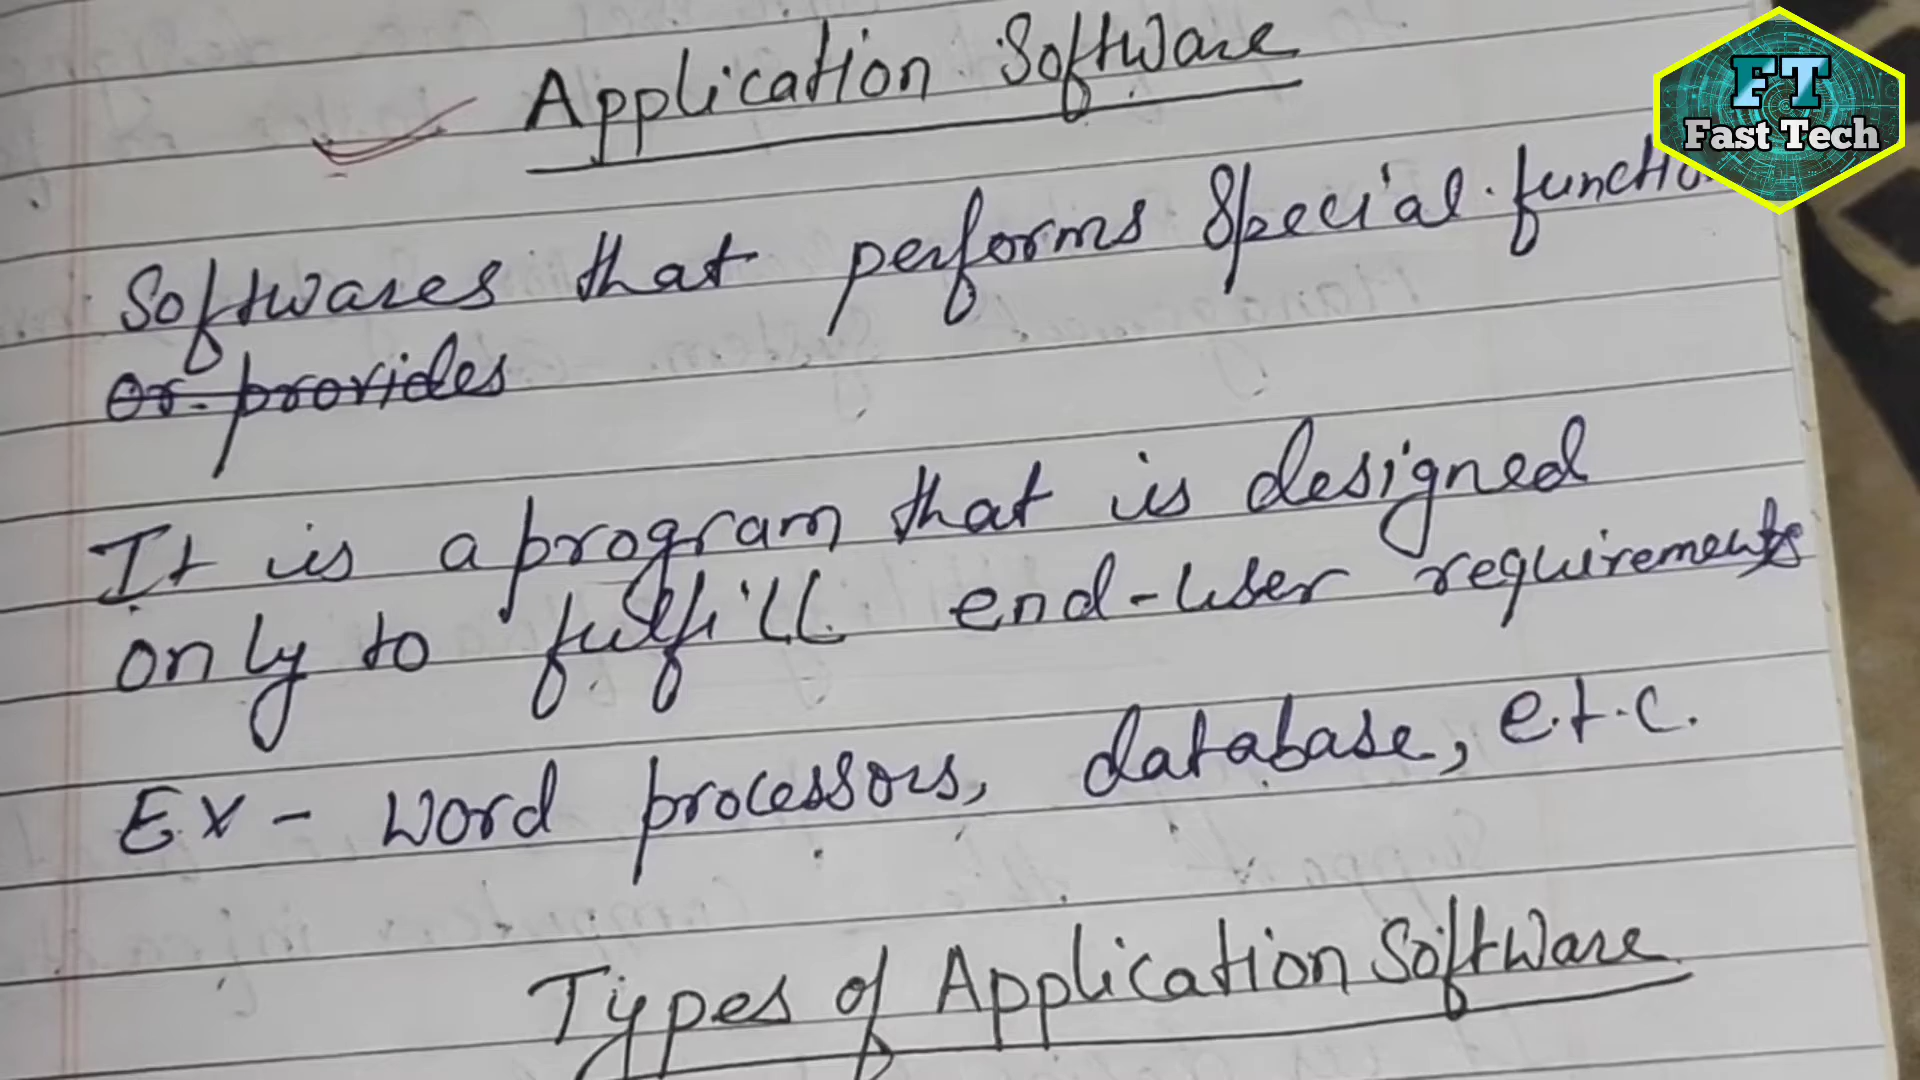 Application Software
FT
Fast Tech
Softwares that performs Special functio
or provides
It is a program that is designed
only to fulfill end-user requirements
EX - Word processors, database, e.t.c.
Types of Application Software